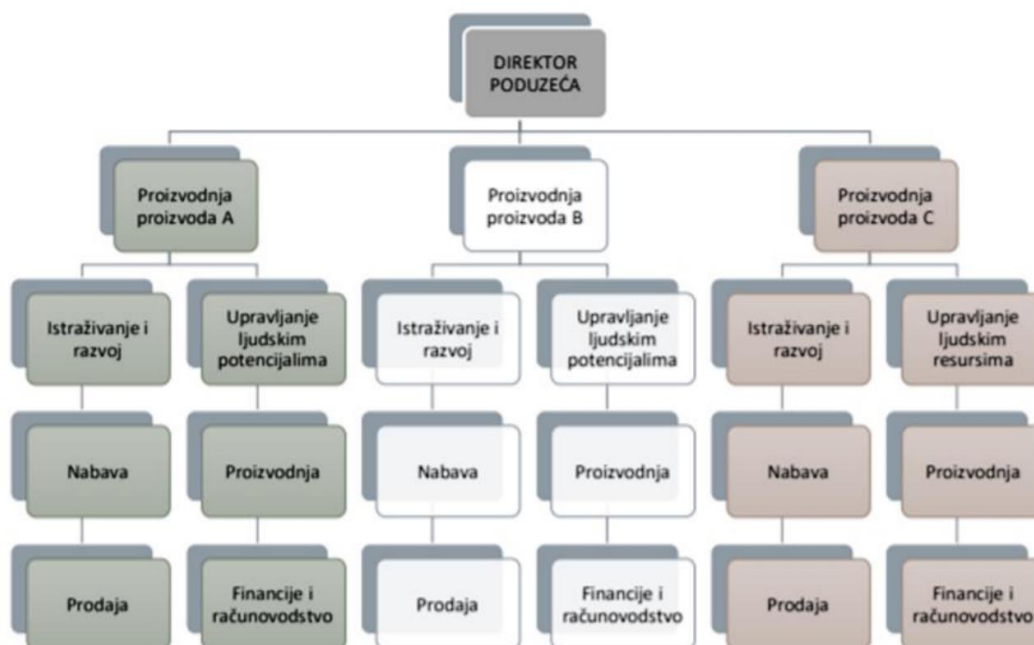 DIREKTOR
PODUZEĆA
Proizvodnja
proizvoda A
Proizvodnja
proizvoda B
Proizvodnja
proizvoda C
Istraživanje i
razvoj
Upravljanje
ljudskim
potencijalima
Istraživanje i
razvoj
Upravljanje
ljudskim
potencijalima
Istraživanje i
razvoj
Upravljanje
ljudskim
resursima
Nabava
Proizvodnja
Nabava
Proizvodnja
Nabava
Proizvodnja
Prodaja
Financije i
računovodstvo
Prodaja
Financije i
računovodstvo
Prodaja
Financije i
računovodstvo